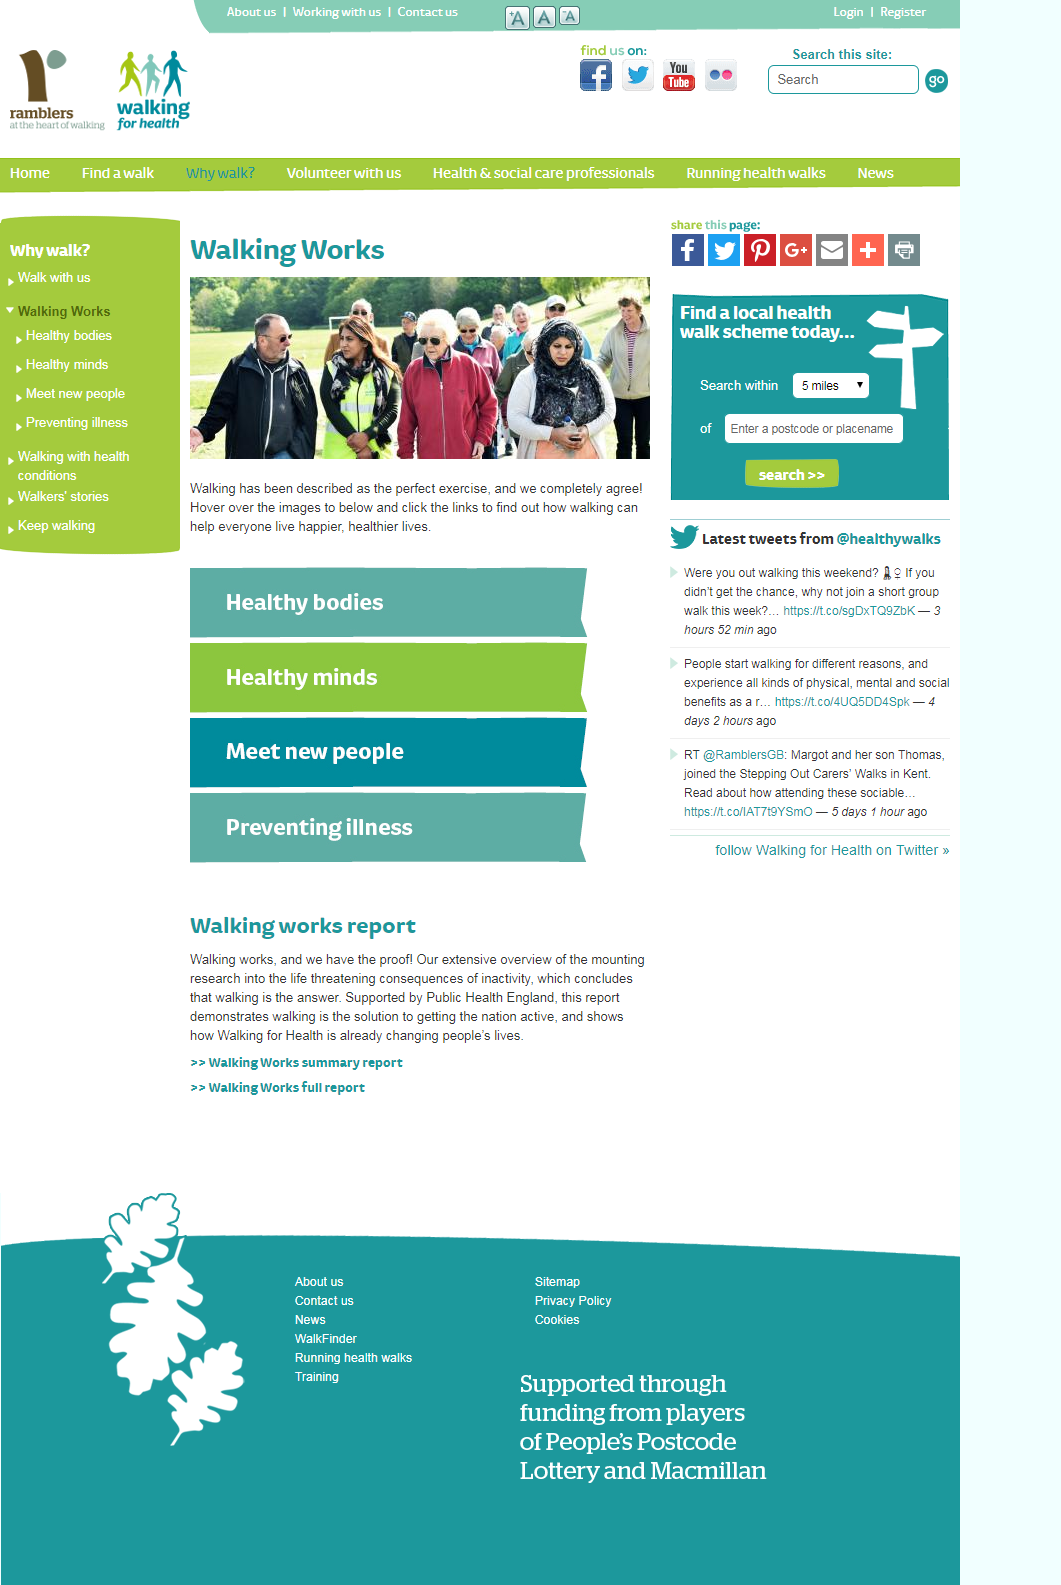 About us | Working with us | Contact us
+A A -A
Login | Register
ramblers
at the heart of walking
walking
for health
find us on:
You
Tube
Search this site:
Search
go
Home Find a walk Why walk? Volunteer with us Health & social care professionals Running health walks News
Why walk?
Walk with us
Walking Works
Healthy bodies
Healthy minds
Meet new people
Preventing illness
Walking with health
conditions
Walkers' stories
Keep walking
Walking Works
Walking has been described as the perfect exercise, and we completely agree!
Hover over the images to below and click the links to find out how walking can
help everyone live happier, healthier lives.
Healthy bodies
Healthy minds
Meet new people
Preventing illness
Walking works report
Walking works, and we have the proof! Our extensive overview of the mounting
research into the life threatening consequences of inactivity, which concludes
that walking is the answer. Supported by Public Health England, this report
demonstrates walking is the solution to getting the nation active, and shows
how Walking for Health is already changing people's lives.
>> Walking Works summary report
>> Walking Works full report
share this page:
Find a local health
walk scheme today...
Search within 5 miles
of Enter a postcode or placename
search >>
Latest tweets from @healthywalks
Were you out walking this weekend? If you
didn't get the chance, why not join a short group
walk this week?… https://t.co/sgDxTQ9ZbK — 3
hours 52 min ago
People start walking for different reasons, and
experience all kinds of physical, mental and social
benefits as a r… https://t.co/4UQ5DD4Spk — 4
days 2 hours ago
RT @RamblersGB: Margot and her son Thomas,
joined the Stepping Out Carers' Walks in Kent.
Read about how attending these sociable…
https://t.co/IAT7t9YSmO — 5 days 1 hour ago
follow Walking for Health on Twitter »
About us
Contact us
News
WalkFinder
Running health walks
Training
Sitemap
Privacy Policy
Cookies
Supported through
funding from players
of People's Postcode
Lottery and Macmillan